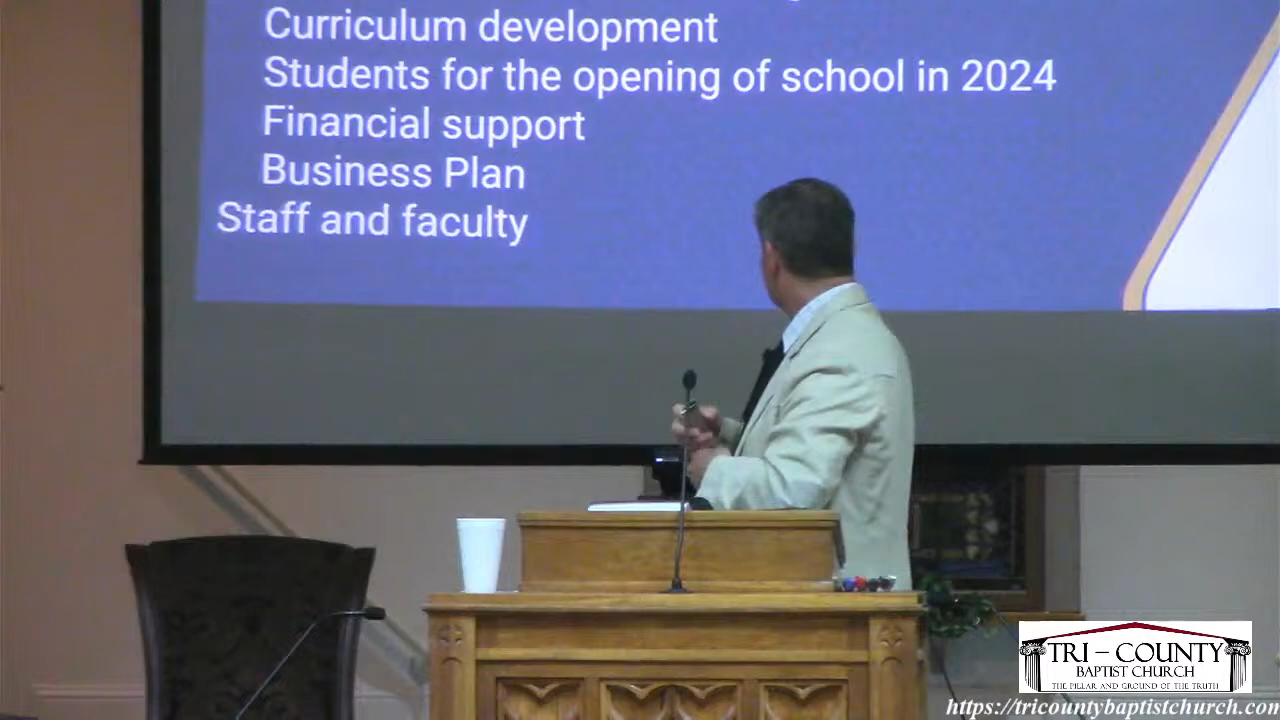 Curriculum development
Students for the opening of school in 2024
Financial support
Business Plan
Staff and faculty
TRI-COUNTY
BAPTIST CHURCH
THE PILLAR AND GROUND OF THE TRUTH
https://tricountybaptistchurch.com